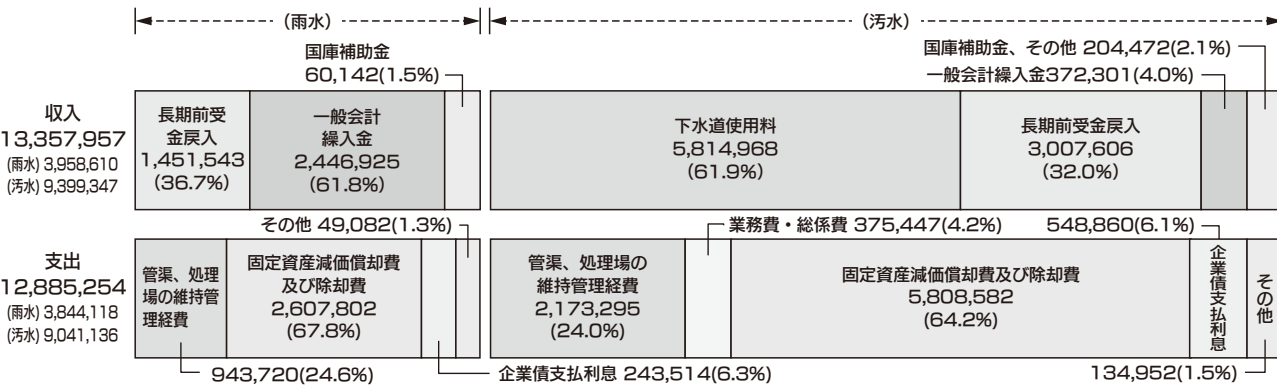 （雨水）
（汚水）
国庫補助金
60,142(1.5%)
国庫補助金、その他 204,472(2.1%)
一般会計繰入金372,301(4.0%)
収入
13,357,957
(雨水) 3,958,610
(汚水) 9,399,347
長期前受
金戻入
1,451,543
(36.7%)
一般会計
繰入金
2,446,925
(61.8%)
下水道使用料
5,814,968
(61.9%)
長期前受金戻入
3,007,606
(32.0%)
その他 49,082(1.3%)
業務費・総係費 375,447(4.2%)
548,860(6.1%)
支出
12,885,254
(雨水) 3,844,118
(汚水) 9,041,136
管渠、処理
場の維持管
理経費
固定資産減価償却費
及び除却費
2,607,802
(67.8%)
管渠、処理場の
維持管理経費
2,173,295
(24.0%)
固定資産減価償却費及び除却費
5,808,582
(64.2%)
企業債支払利息
その他
943,720(24.6%)
企業債支払利息 243,514(6.3%)
134,952(1.5%)